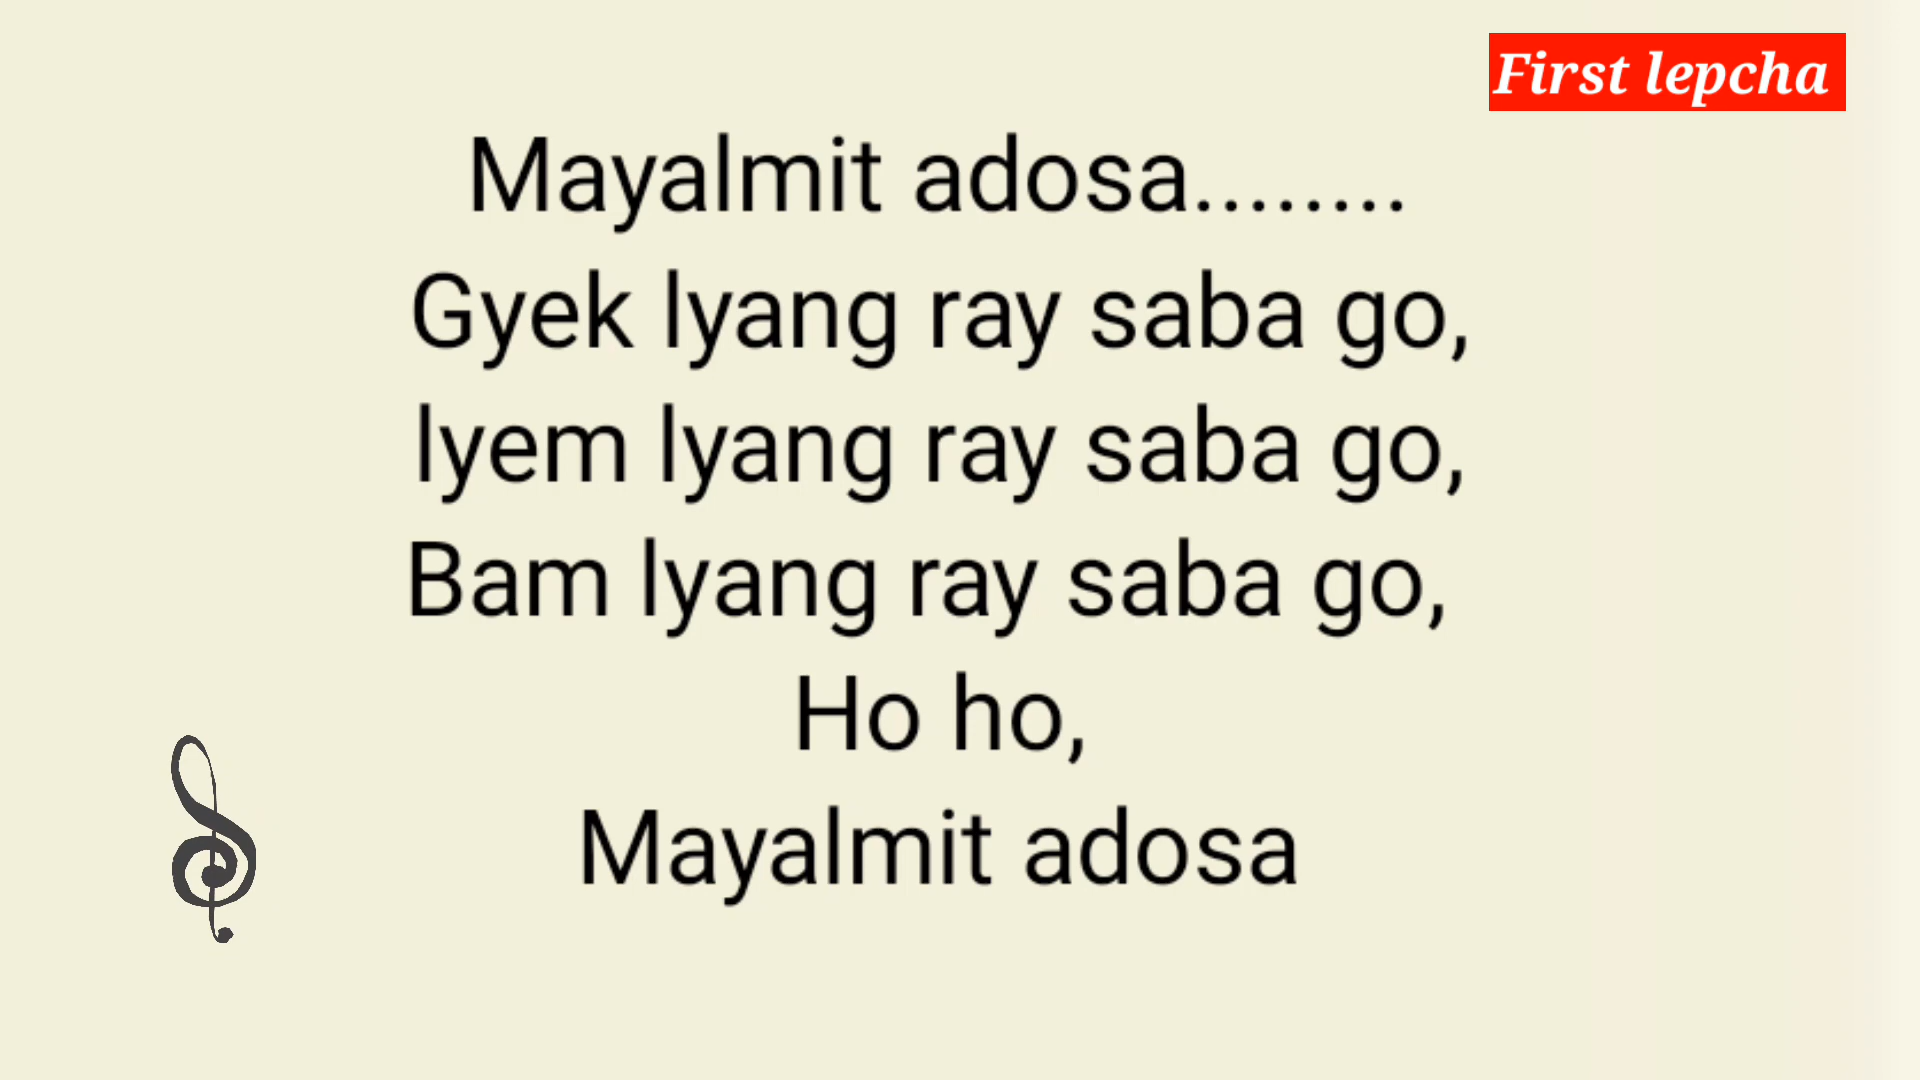 First lepcha
Mayalmit adosa........
Gyek lyang ray saba go,
lyem lyang ray saba go,
Bam lyang ray saba go,
Ho ho,
Mayalmit adosa